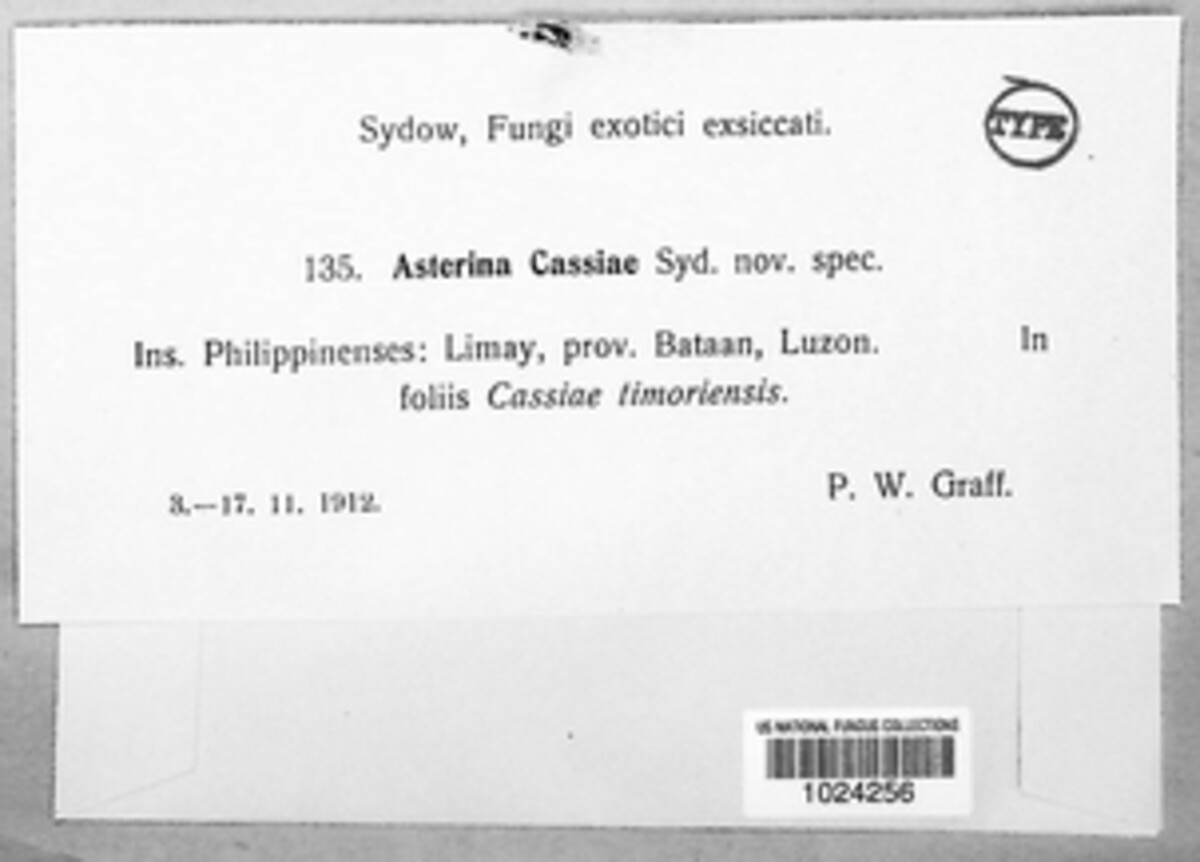 Sydow, Fungi exotici exsiccati.
TYPE
135. Asterina Cassiae Syd. nov. spec.
Ins. Philippinenses: Limay, prov. Bataan, Luzon. In
foliis Cassiae timoriensis.
3.—17. 11. 1912.
P. W. Graff.
US NATIONAL FUNGUS COLLECTIONS
1024256